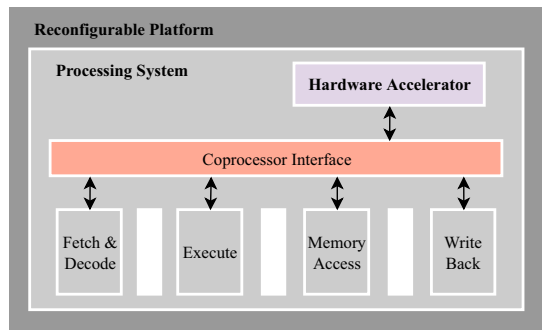 Reconfigurable Platform
Processing System
Hardware Accelerator
Coprocessor Interface
Fetch &
Decode
Execute
Memory
Access
Write
Back